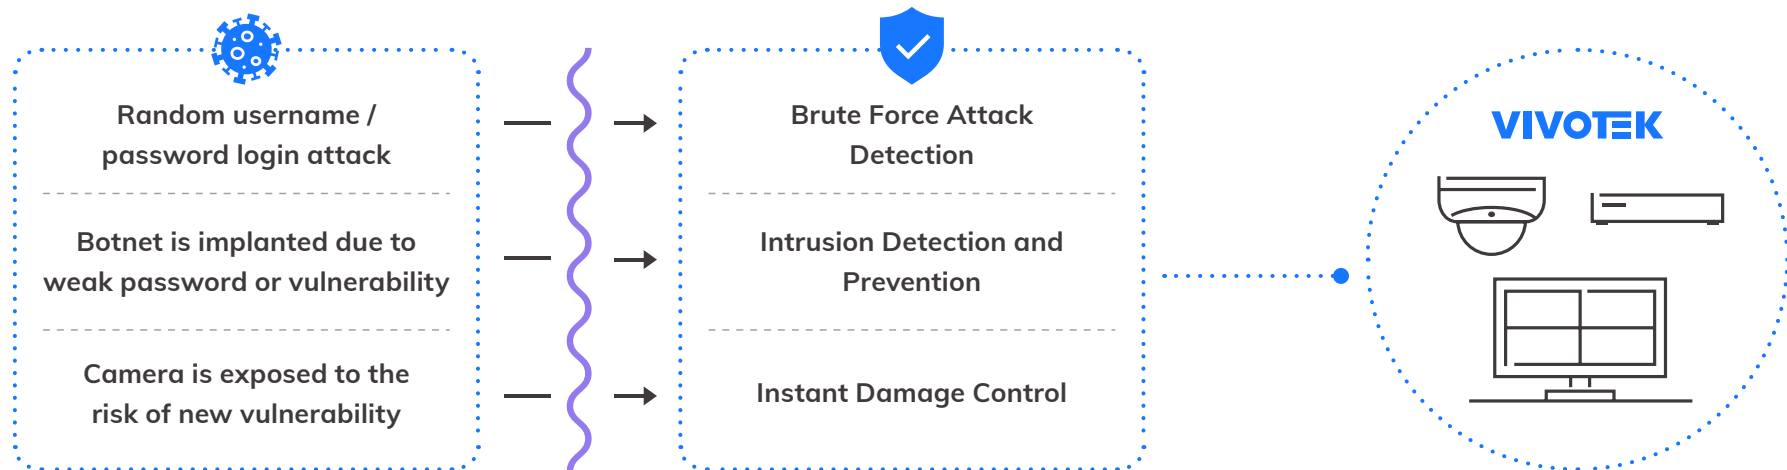 Random username /
password login attack
Botnet is implanted due to
weak password or vulnerability
Camera is exposed to the
risk of new vulnerability
Brute Force Attack
Detection
Intrusion Detection and
Prevention
Instant Damage Control
VIVOTEK